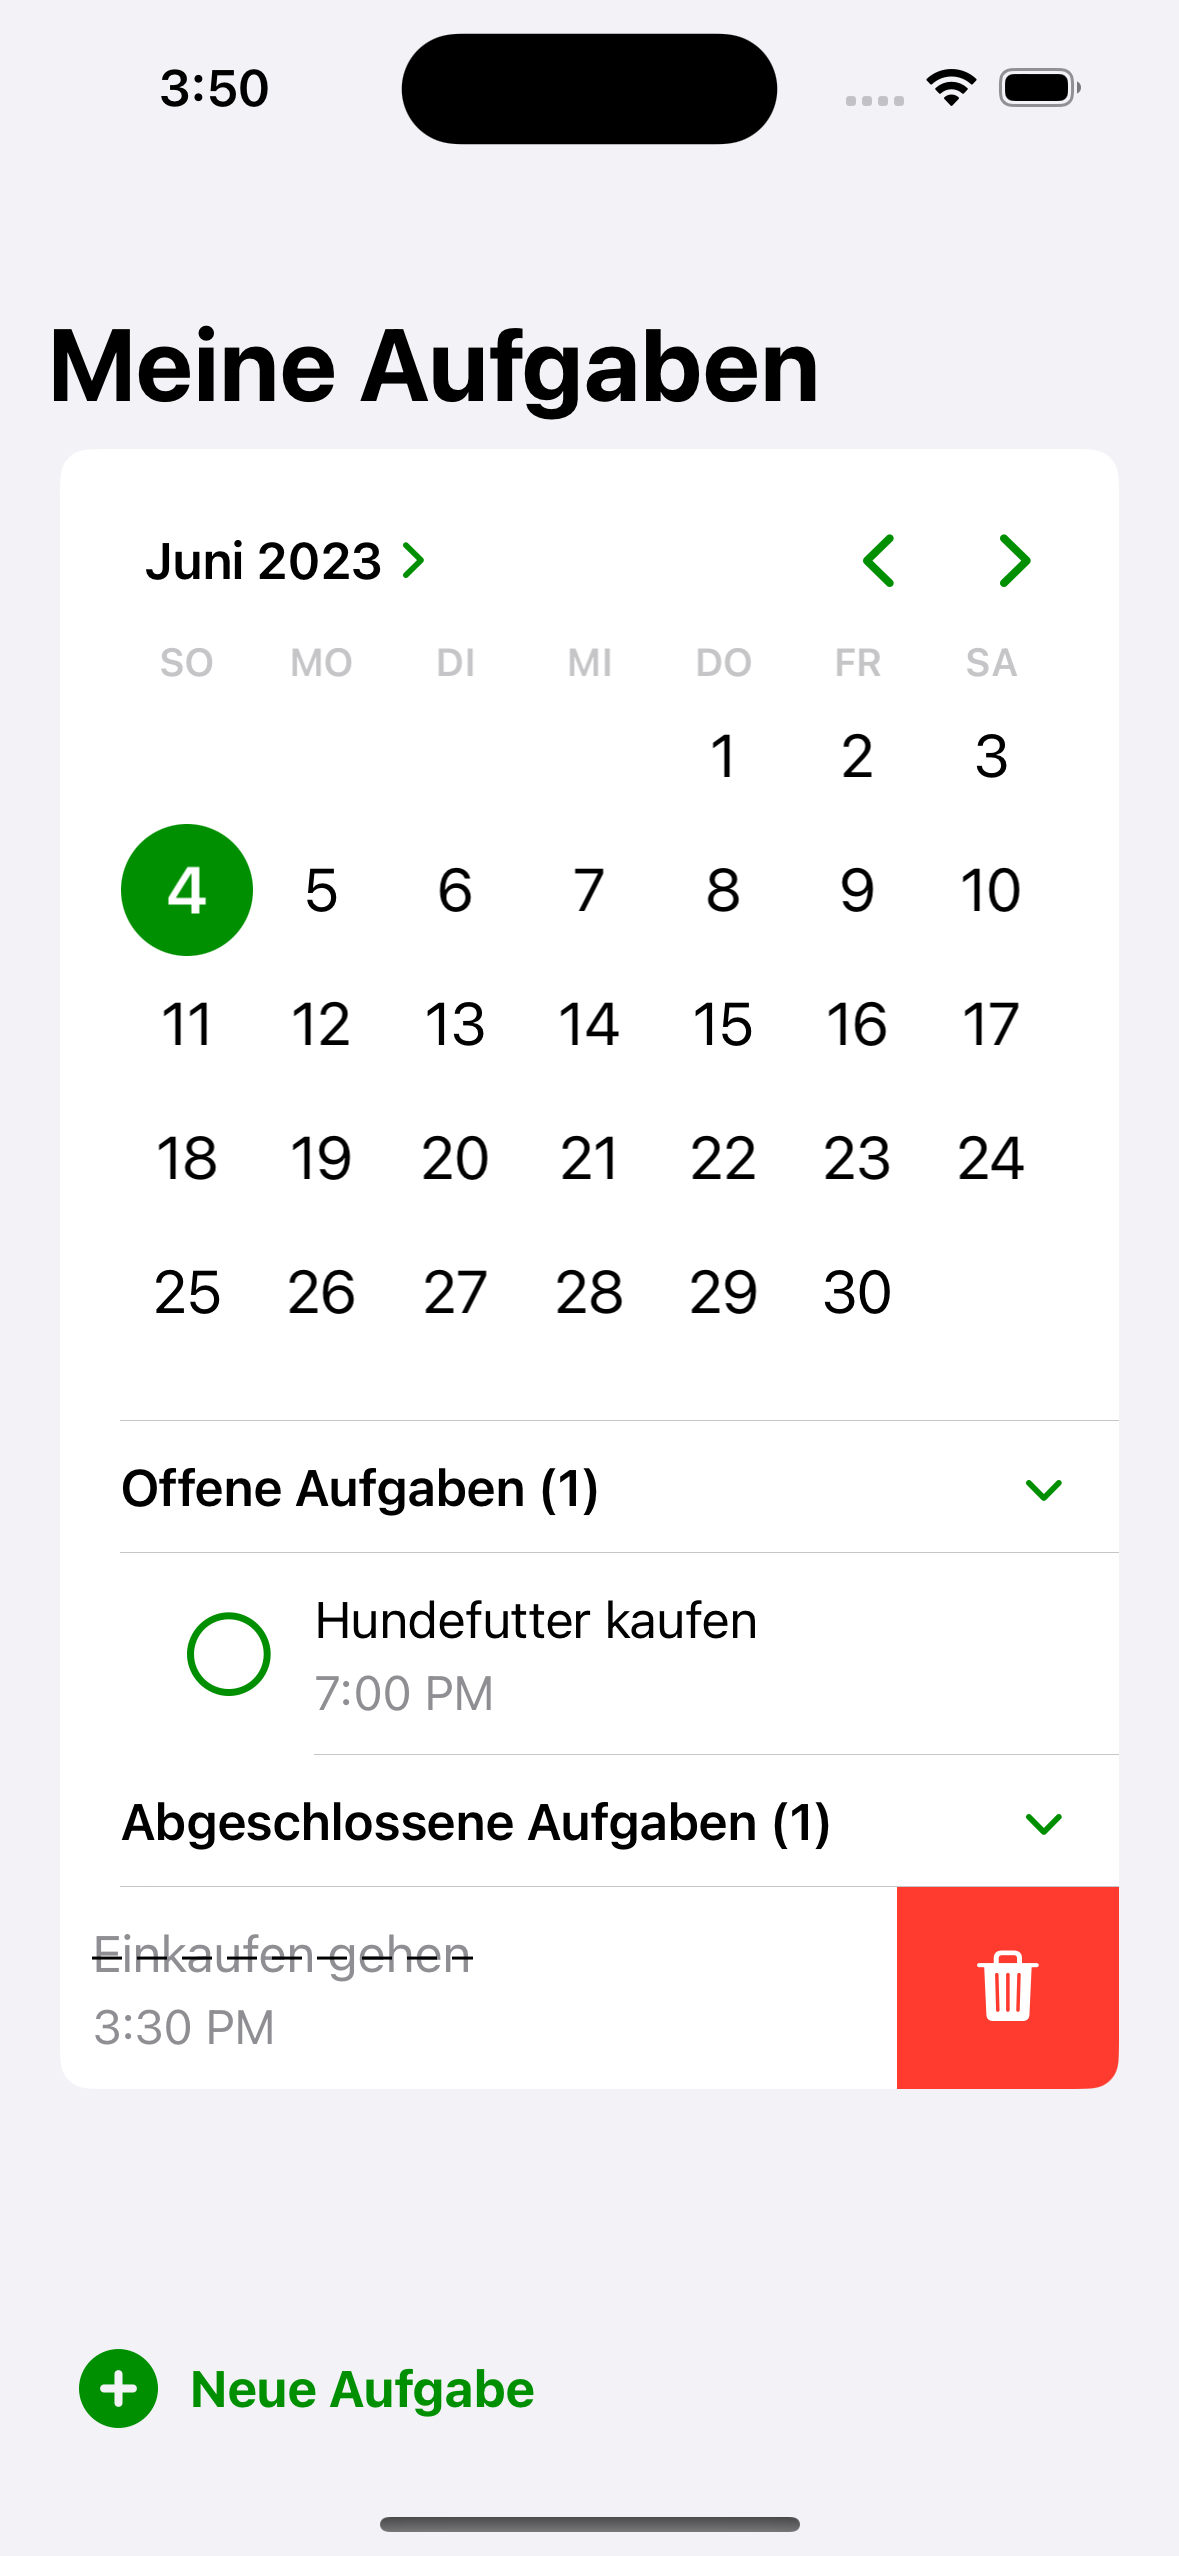 3:50
Meine Aufgaben
Juni 2023
SO MO DI MI DO FR SA
1 2 3
4 5 6 7 8 9 10
11 12 13 14 15 16 17
18 19 20 21 22 23 24
25 26 27 28 29 30
Offene Aufgaben (1)
Hundefutter kaufen
7:00 PM
Abgeschlossene Aufgaben (1)
Einkaufen gehen
3:30 PM
Neue Aufgabe